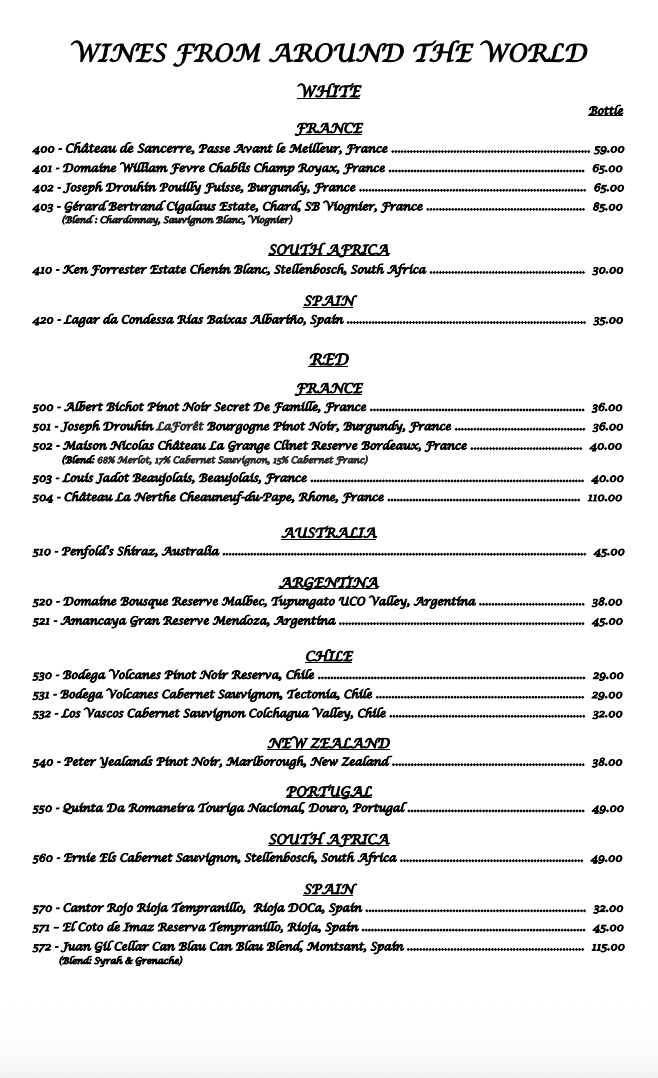 WINES FROM AROUND THE WORLD
WHITE
Bottle
FRANCE
400 - Château de Sancerre, Passe Avant le Meilleur, France ........ 59.00
401 - Domaine William Fevre Chablis Champ Royax, France ........ 65.00
402 - Joseph Drouhin Pouilly Fuisse, Burgundy, France ........ 65.00
403 - Gérard Bertrand Cigalaus Estate, Chard, SB Viognier, France ........ 85.00
(Blend : Chardonnay, Sauvignon Blanc, Viognier)
SOUTH AFRICA
410 - Ken Forrester Estate Chenin Blanc, Stellenbosch, South Africa ........ 30.00
SPAIN
420 - Lagar da Condessa Rías Baixas Albariño, Spain ........ 35.00
RED
FRANCE
500 - Albert Bichot Pinot Noir Secret De Famille, France ........ 36.00
501 - Joseph Drouhin LaForêt Bourgogne Pinot Noir, Burgundy, France ........ 36.00
502 - Maison Nicolas Château La Grange Clinet Reserve Bordeaux, France ........ 40.00
(Blend: 68% Merlot, 17% Cabernet Sauvignon, 15% Cabernet Franc)
503 - Louis Jadot Beaujolais, Beaujolais, France ........ 40.00
504 - Château La Nerthe Cheauneuf-du-Pape, Rhone, France ........ 110.00
AUSTRALIA
510 - Penfold's Shiraz, Australia ........ 45.00
ARGENTINA
520 - Domaine Bousque Reserve Malbec, Tupungato UCO Valley, Argentina ........ 38.00
521 - Amancaya Gran Reserve Mendoza, Argentina ........ 45.00
CHILE
530 - Bodega Volcanes Pinot Noir Reserva, Chile ........ 29.00
531 - Bodega Volcanes Cabernet Sauvignon, Tectonia, Chile ........ 29.00
532 - Los Vascos Cabernet Sauvignon Colchagua Valley, Chile ........ 32.00
NEW ZEALAND
540 - Peter Yealands Pinot Noir, Marlborough, New Zealand ........ 38.00
PORTUGAL
550 - Quinta Da Romaneira Touriga Nacional, Douro, Portugal ........ 49.00
SOUTH AFRICA
560 - Ernie Els Cabernet Sauvignon, Stellenbosch, South Africa ........ 49.00
SPAIN
570 - Cantor Rojo Rioja Tempranillo, Rioja DOCa, Spain ........ 32.00
571 – El Coto de Imaz Reserva Tempranillo, Rioja, Spain ........ 45.00
572 - Juan Gil Cellar Can Blau Can Blau Blend, Montsant, Spain ........ 115.00
(Blend: Syrah & Grenache)